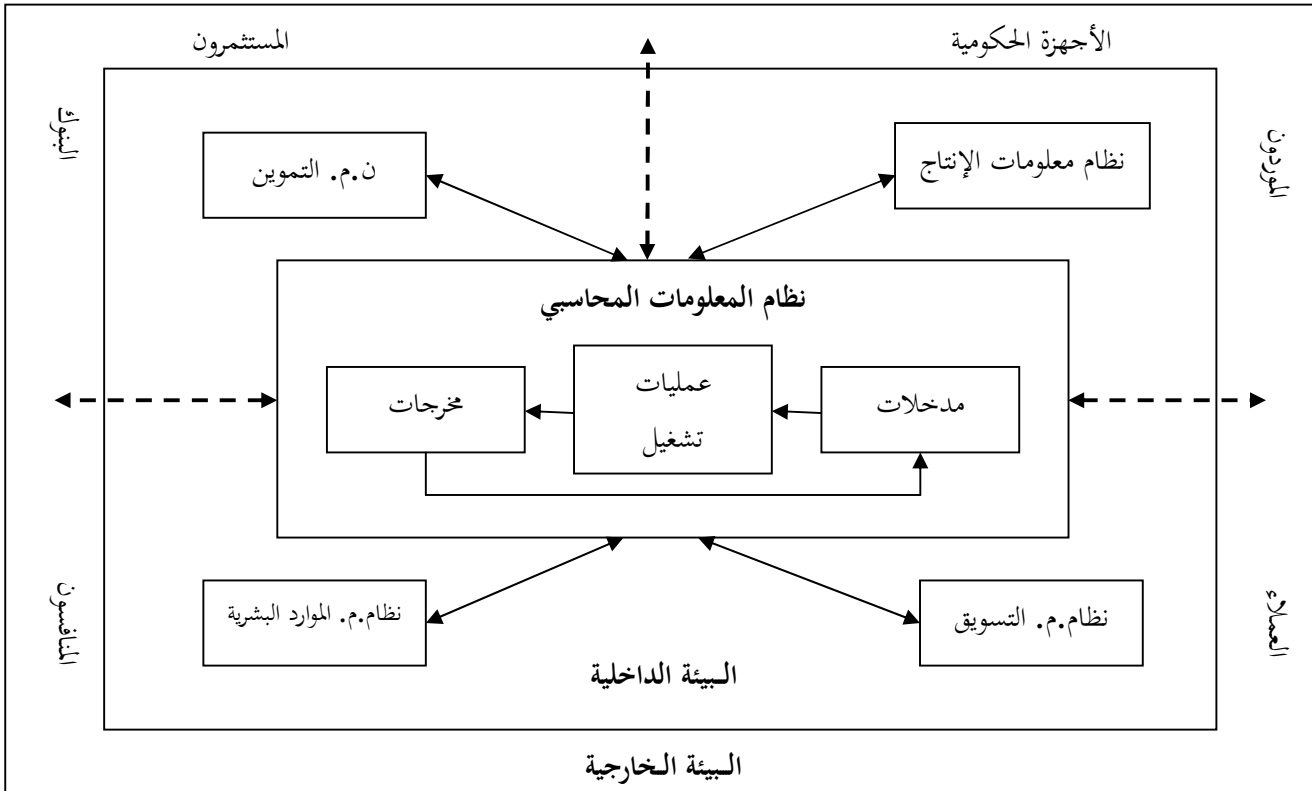 الأجهزة الحكومية
المستثمرون
الموردون
البنوك
نظام معلومات الإنتاج
ن.م. التموين
نظام المعلومات المحاسبي
مدخلات
عمليات
تشغيل
مخرجات
نظام.م. التسويق
نظام.م. الموارد البشرية
العملاء
المنافسون
البيئة الداخلية
البيئة الخارجية